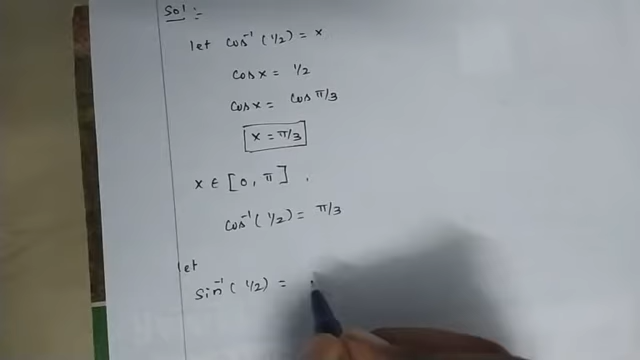 Sol :-
let cos⁻¹ (1/2) = x
cos x = 1/2
cos x = cos π/3
x = π/3
x ∈ [0, π] ,
cos⁻¹ (1/2) = π/3
let
sin⁻¹ (1/2) =